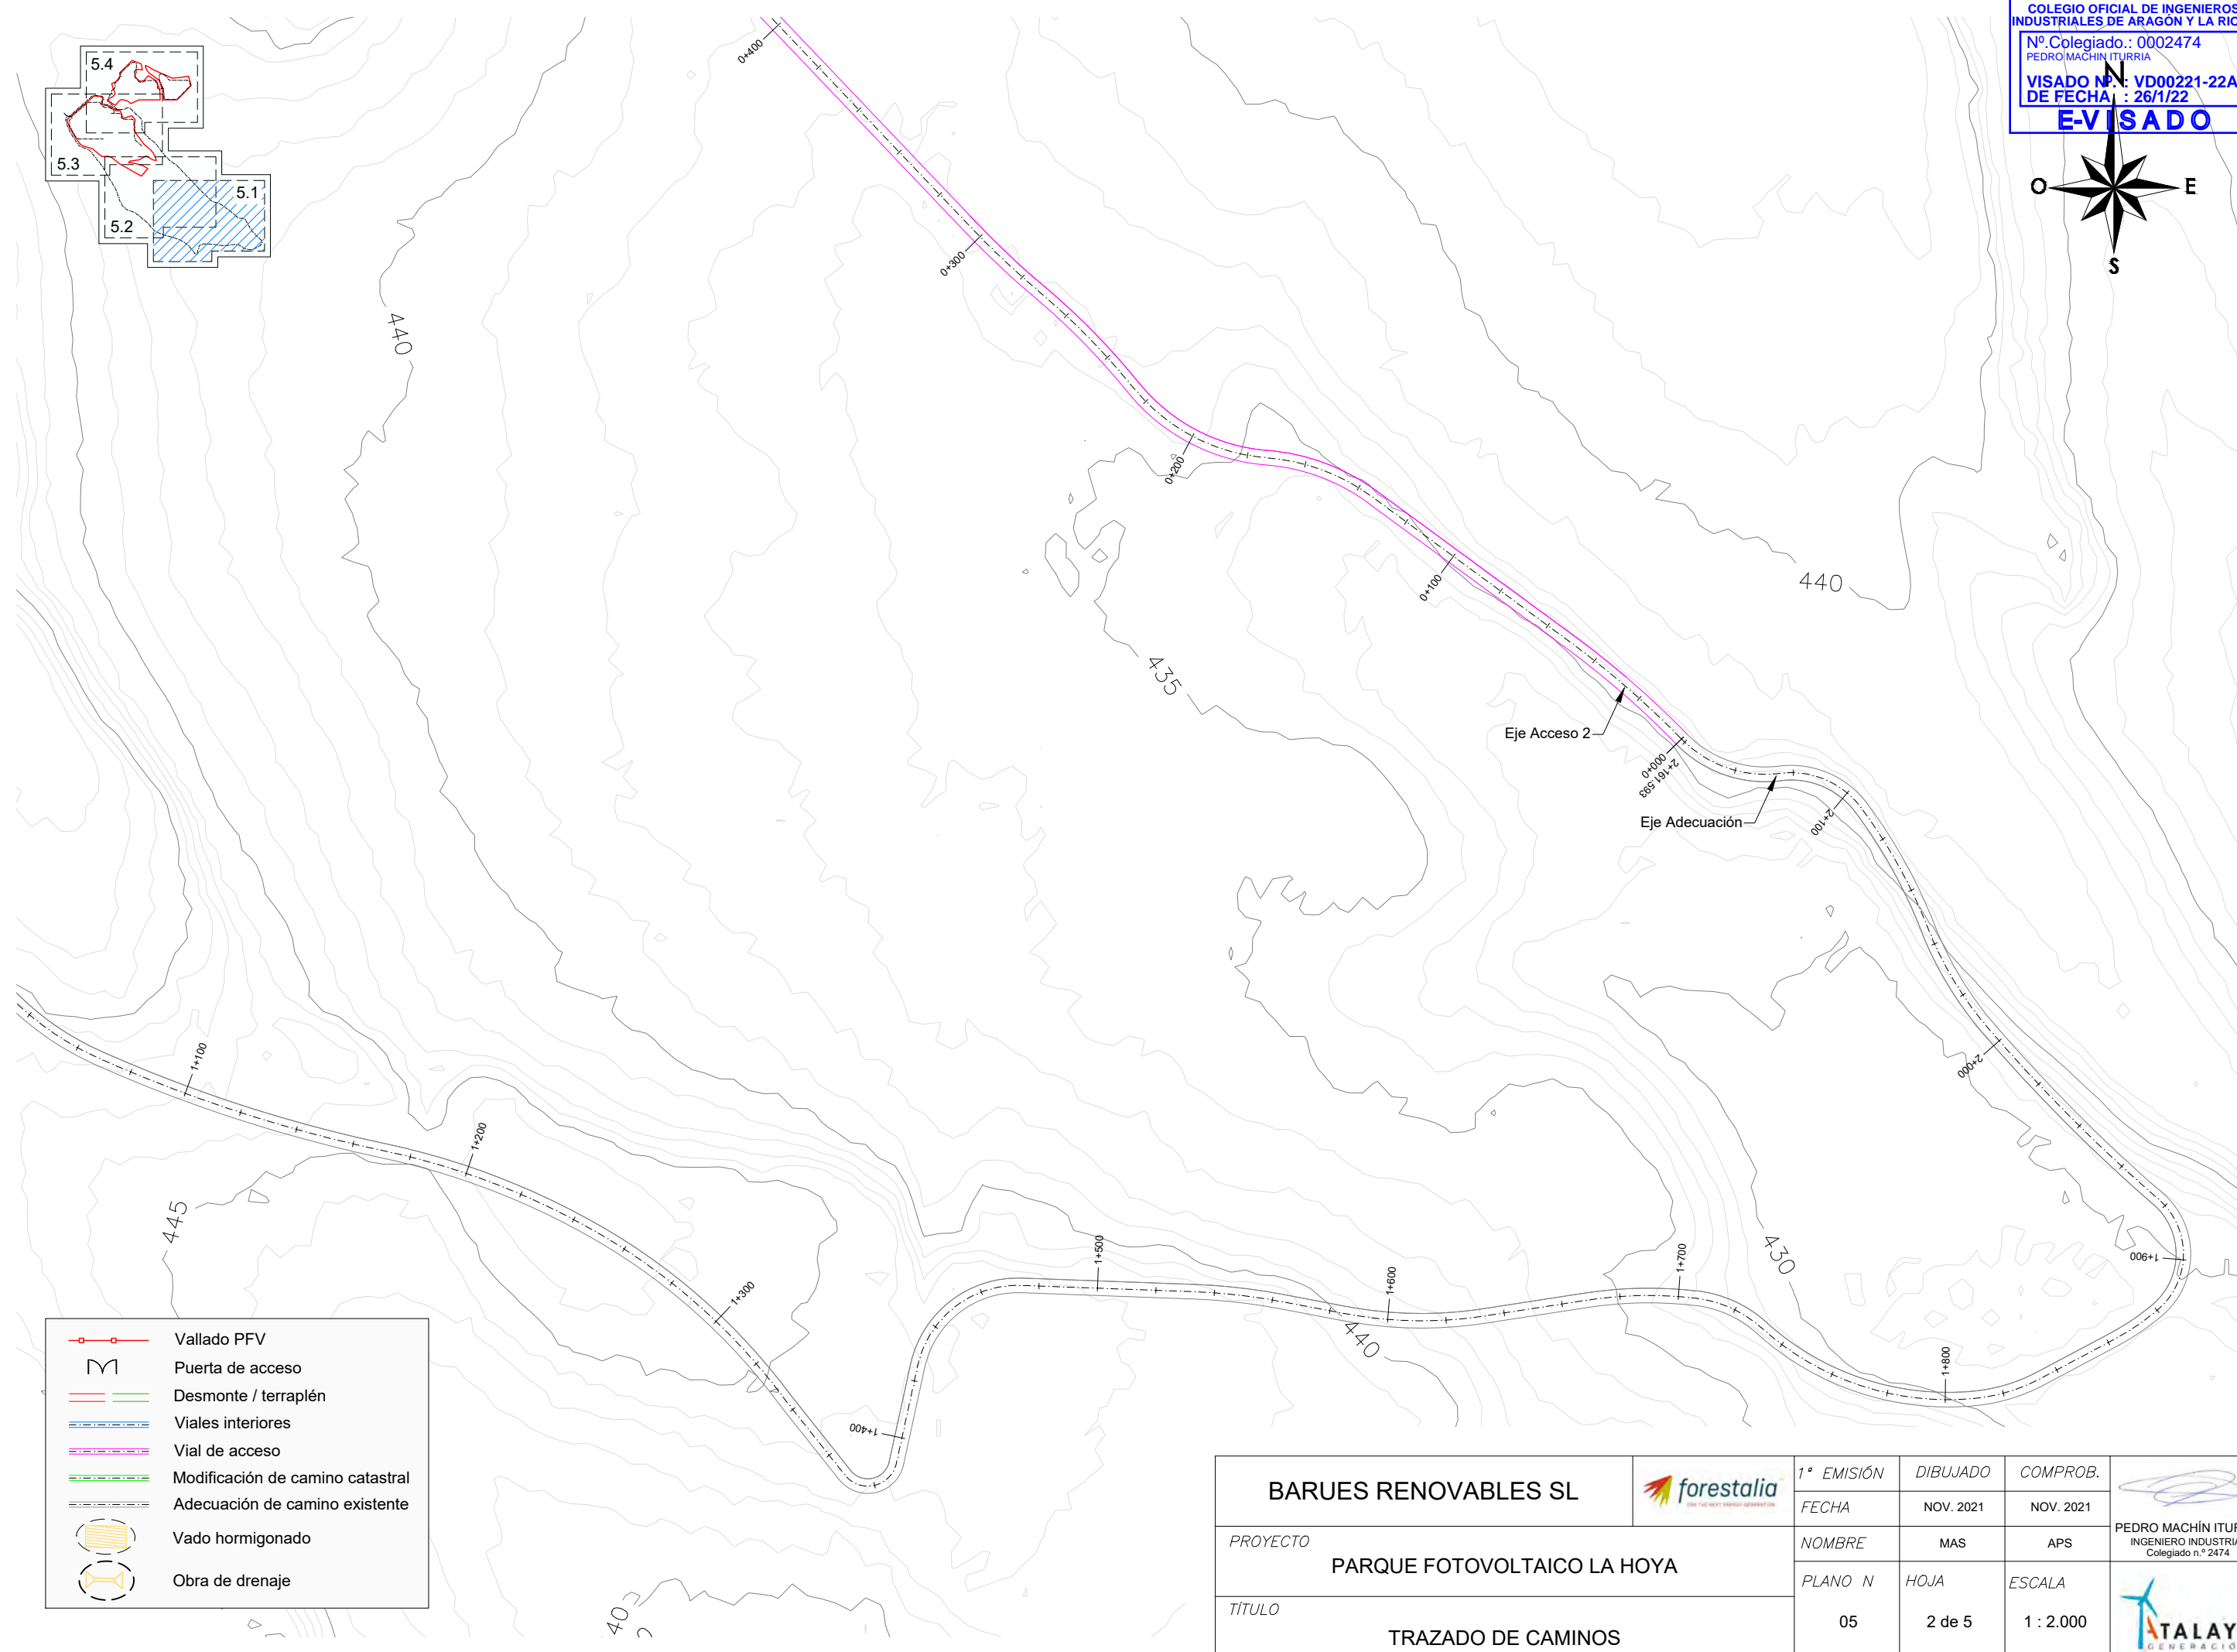 COLEGIO OFICIAL DE INGENIEROS
INDUSTRIALES DE ARAGÓN Y LA RIO
Nº.Colegiado.: 0002474
PEDRO MACHIN ITURRIA
VISADO Nº. : VD00221-22A
DE FECHA : 26/1/22
E-VISADO
N
O
E
S
5.4
5.3
5.2
5.1
0+400
0+300
0+200
0+100
0+000
2+161.593
Eje Acceso 2
Eje Adecuación
2+100
2+000
1+900
1+800
1+700
1+600
1+500
1+400
1+300
1+200
1+100
440
440
435
430
445
440
Vallado PFV
Puerta de acceso
Desmonte / terraplén
Viales interiores
Vial de acceso
Modificación de camino catastral
Adecuación de camino existente
Vado hormigonado
Obra de drenaje
BARUES RENOVABLES SL
forestalia
PROYECTO
PARQUE FOTOVOLTAICO LA HOYA
TÍTULO
TRAZADO DE CAMINOS
1ª EMISIÓN
DIBUJADO
COMPROB.
FECHA
NOV. 2021
NOV. 2021
NOMBRE
MAS
APS
PLANO N
HOJA
ESCALA
05
2 de 5
1 : 2.000
PEDRO MACHÍN ITUR
INGENIERO INDUSTRIA
Colegiado n.º 2474
ATALAY
GENERACIÓ